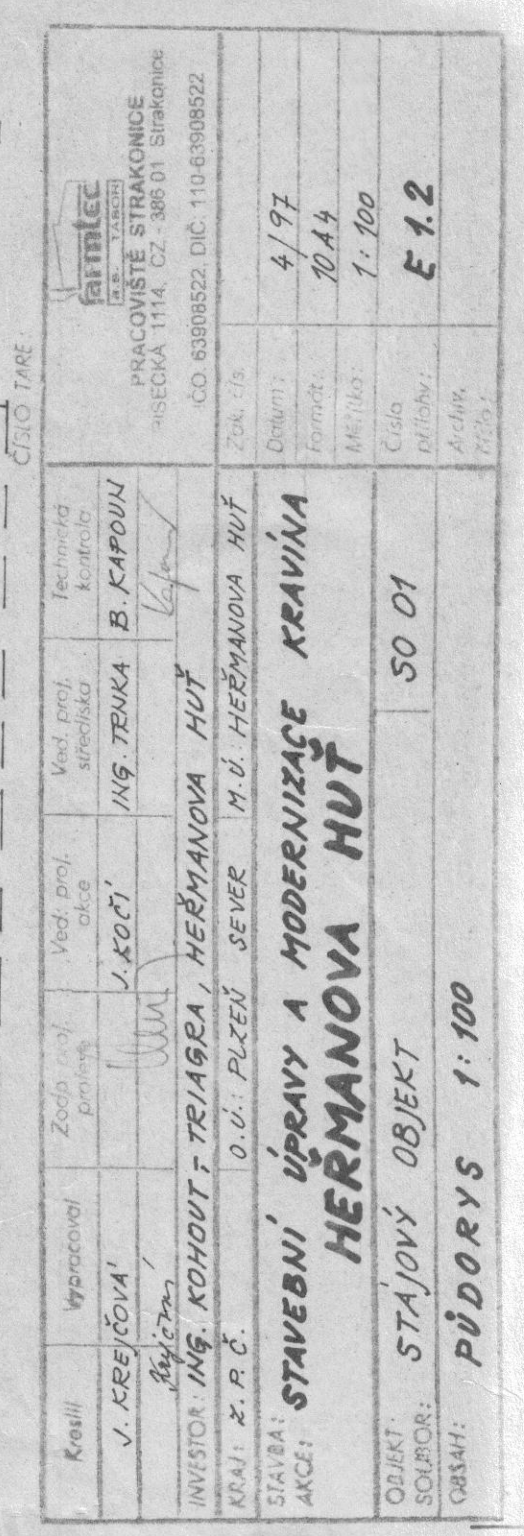 ČÍSLO PARE:
Kreslil Vypracoval Zodp. proj. profese Ved. proj. akce Ved. proj. střediska Technická kontrola
J. KREJČOVÁ J. KOČÍ ING. TRNKA B. KAPOUN
farmtec
a.s. TÁBOR
PRACOVIŠTĚ STRAKONICE
PÍSECKÁ 1114, CZ - 386 01 Strakonice
IČO: 63908522, DIČ: 110-63908522
INVESTOR: ING. KOHOUT - TRIAGRA, HEŘMANOVA HUŤ
KRAJ: Z.P.Č. O.Ú.: PLZEŇ SEVER M.Ú.: HEŘMANOVA HUŤ
Zak. čís.
STAVBA:
AKCE:
STAVEBNÍ ÚPRAVY A MODERNIZACE KRAVÍNA
HEŘMANOVA HUŤ
Datum: 4/97
Formát: 10 A4
Měřítko: 1:100
OBJEKT:
SOUBOR:
STÁJOVÝ OBJEKT SO 01
Číslo
přílohy:
E 1.2
OBSAH: PŮDORYS 1:100
Archiv.